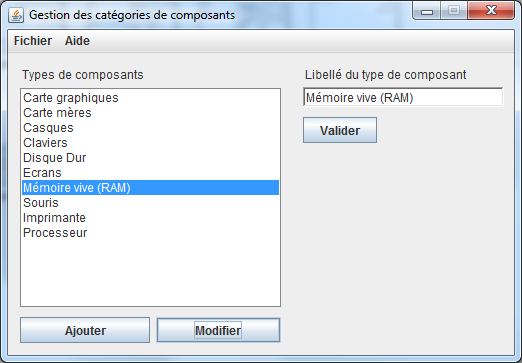 Gestion des catégories de composants
Fichier Aide
Types de composants
Carte graphiques
Carte mères
Casques
Claviers
Disque Dur
Ecrans
Mémoire vive (RAM)
Souris
Imprimante
Processeur
Ajouter Modifier
Libellé du type de composant
Mémoire vive (RAM)
Valider